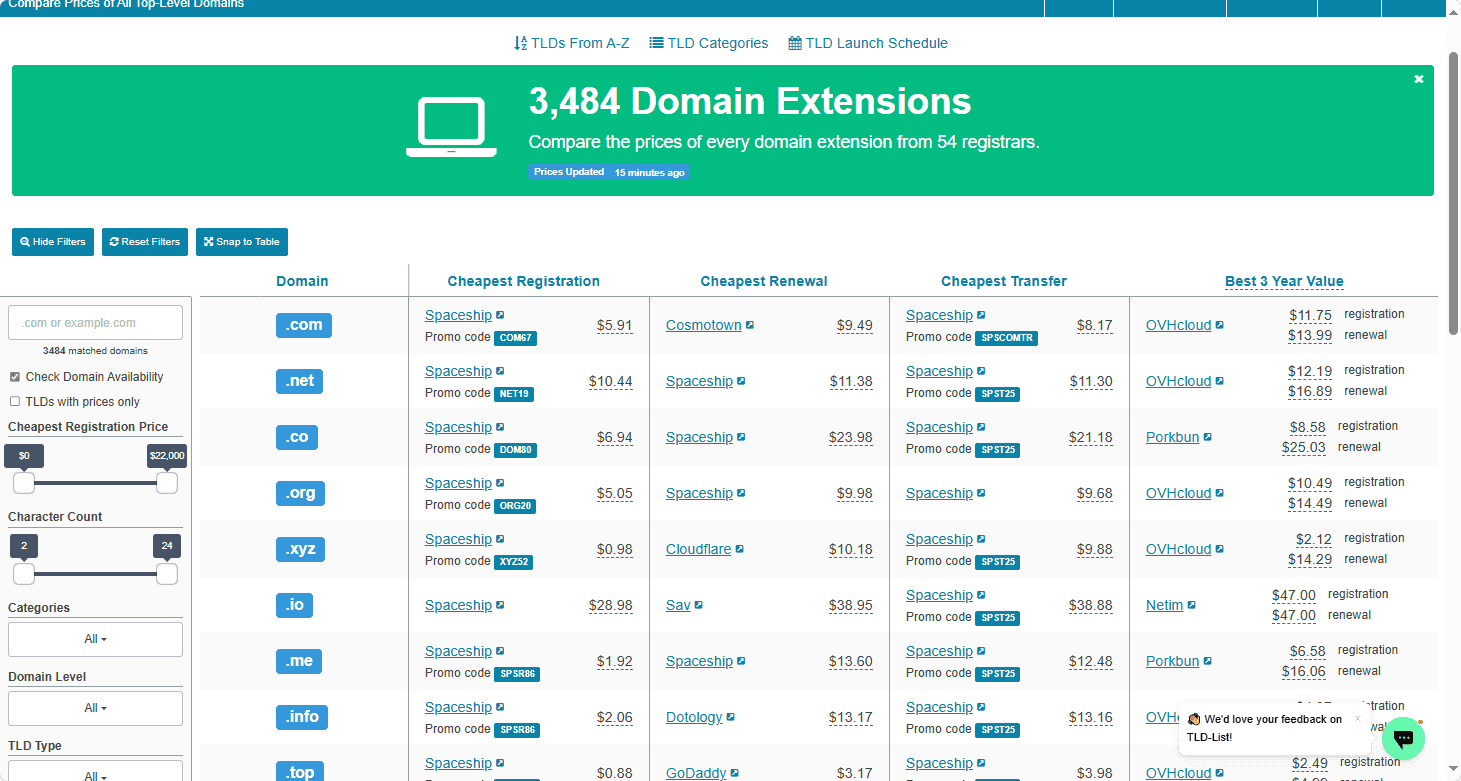 Compare Prices of All Top-Level Domains
TLDs From A-Z TLD Categories TLD Launch Schedule
3,484 Domain Extensions
Compare the prices of every domain extension from 54 registrars.
Prices Updated 15 minutes ago
Hide Filters Reset Filters Snap to Table
.com or example.com
3484 matched domains
Check Domain Availability
TLDs with prices only
Cheapest Registration Price
$0 $22,000
Character Count
2 24
Categories
All
Domain Level
All
TLD Type
All
Domain Cheapest Registration Cheapest Renewal Cheapest Transfer Best 3 Year Value
.com Spaceship Promo code COM67 $5.91 Cosmotown $9.49 Spaceship Promo code SPSCOMTR $8.17 OVHcloud $11.75 registration $13.99 renewal
.net Spaceship Promo code NET19 $10.44 Spaceship $11.38 Spaceship Promo code SPST25 $11.30 OVHcloud $12.19 registration $16.89 renewal
.co Spaceship Promo code DOM80 $6.94 Spaceship $23.98 Spaceship Promo code SPST25 $21.18 Porkbun $8.58 registration $25.03 renewal
.org Spaceship Promo code ORG20 $5.05 Spaceship $9.98 Spaceship $9.68 OVHcloud $10.49 registration $14.49 renewal
.xyz Spaceship Promo code XYZ52 $0.98 Cloudflare $10.18 Spaceship Promo code SPST25 $9.88 OVHcloud $2.12 registration $14.29 renewal
.io Spaceship $28.98 Sav $38.95 Spaceship Promo code SPST25 $38.88 Netim $47.00 registration $47.00 renewal
.me Spaceship Promo code SPSR86 $1.92 Spaceship $13.60 Spaceship Promo code SPST25 $12.48 Porkbun $6.58 registration $16.06 renewal
.info Spaceship Promo code SPSR86 $2.06 Dotology $13.17 Spaceship Promo code SPST25 $13.16
.top Spaceship $0.88 GoDaddy $3.17 Spaceship $3.98 OVHcloud $2.49 registration
We'd love your feedback on
TLD-List!